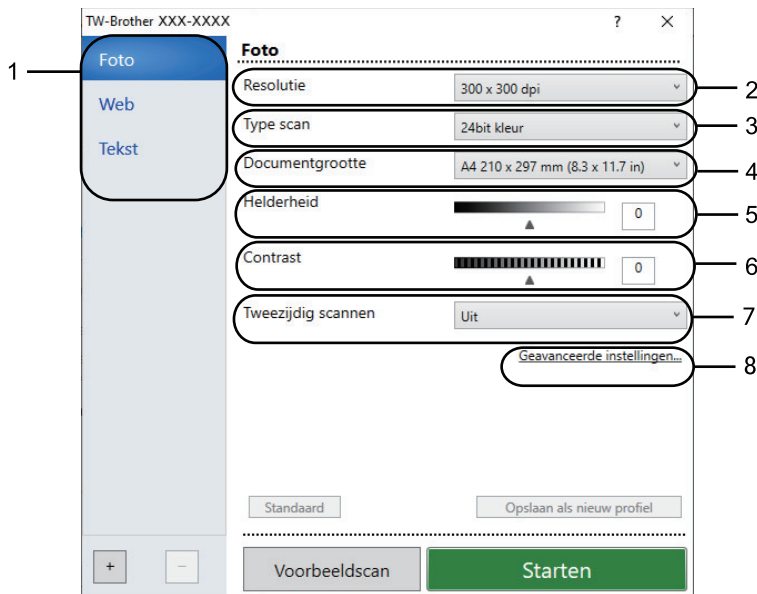 TW-Brother XXX-XXXX ? ×
1
Foto
Web
Tekst
Foto
Resolutie 300 x 300 dpi 2
Type scan 24bit kleur 3
Documentgrootte A4 210 x 297 mm (8.3 x 11.7 in) 4
Helderheid 0 5
Contrast 0 6
Tweezijdig scannen Uit 7
Geavanceerde instellingen... 8
Standaard Opslaan als nieuw profiel
+ − Voorbeeldscan Starten